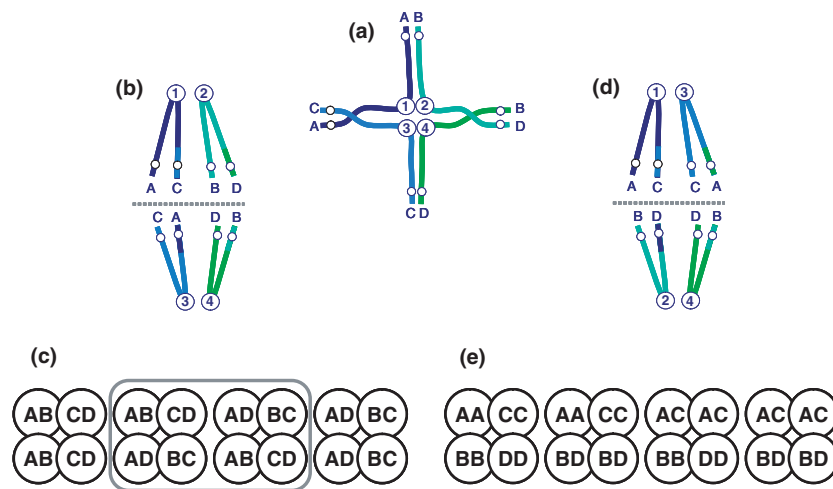 (a)
A B
C
A
1 2
3 4
B
D
C D
(b)
1 2
A C B D
C A D B
3 4
(d)
1 3
A C C A
B D D B
2 4
(c)
AB CD AB CD AD BC AD BC
AB CD AD BC AB CD AD BC
(e)
AA CC AA CC AC AC AC AC
BB DD BD BD BB DD BD BD